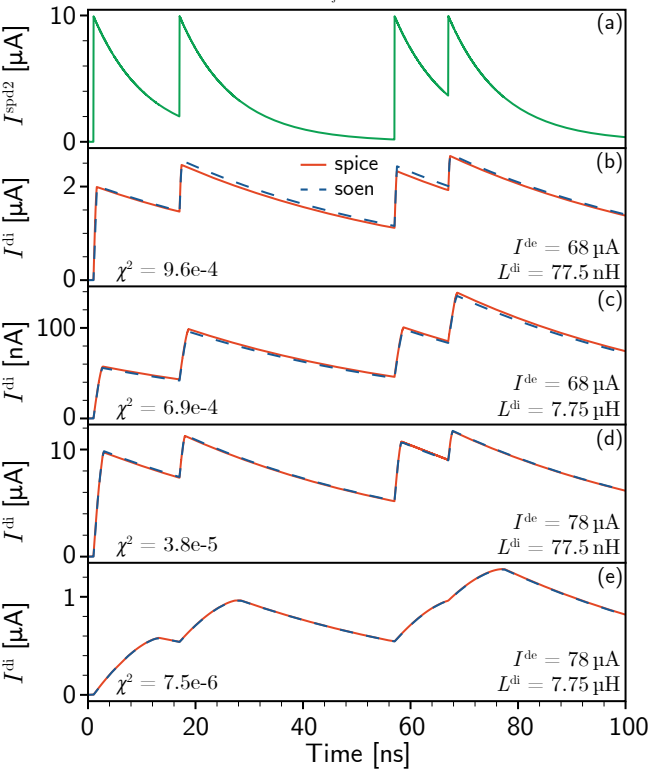 (a)
10
0
I^spd2 [μA]
(b)
2
0
I^di [μA]
spice
soen
I^de = 68 μA
χ² = 9.6e-4
L^di = 77.5 nH
(c)
100
0
I^di [nA]
I^de = 68 μA
χ² = 6.9e-4
L^di = 7.75 μH
(d)
10
0
I^di [μA]
I^de = 78 μA
χ² = 3.8e-5
L^di = 77.5 nH
(e)
1
0
I^di [μA]
I^de = 78 μA
χ² = 7.5e-6
L^di = 7.75 μH
0 20 40 60 80 100
Time [ns]